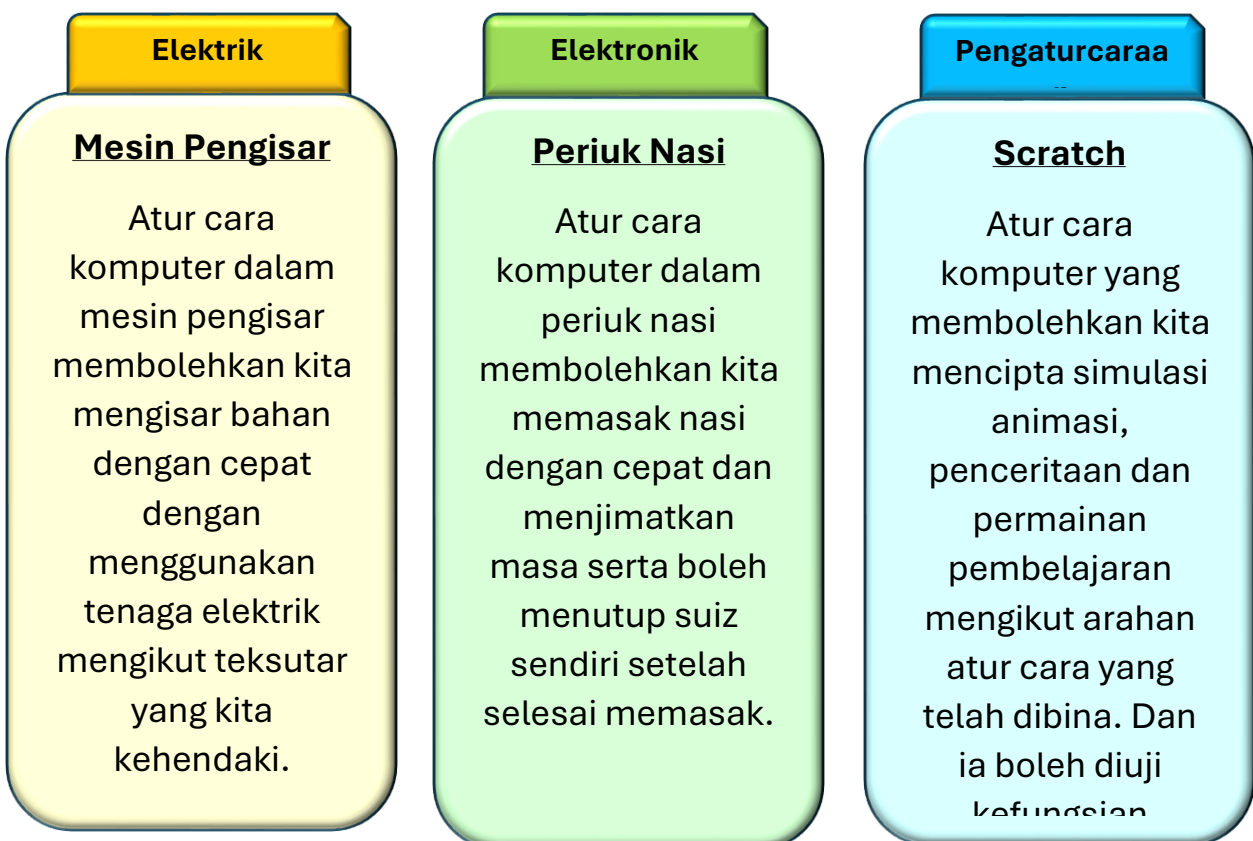 Elektrik
Mesin Pengisar
Atur cara
komputer dalam
mesin pengisar
membolehkan kita
mengisar bahan
dengan cepat
dengan
menggunakan
tenaga elektrik
mengikut teksutar
yang kita
kehendaki.
Elektronik
Periuk Nasi
Atur cara
komputer dalam
periuk nasi
membolehkan kita
memasak nasi
dengan cepat dan
menjimatkan
masa serta boleh
menutup suiz
sendiri setelah
selesai memasak.
Pengaturcaraa
Scratch
Atur cara
komputer yang
membolehkan kita
mencipta simulasi
animasi,
penceritaan dan
permainan
pembelajaran
mengikut arahan
atur cara yang
telah dibina. Dan
ia boleh diuji
kefungsian